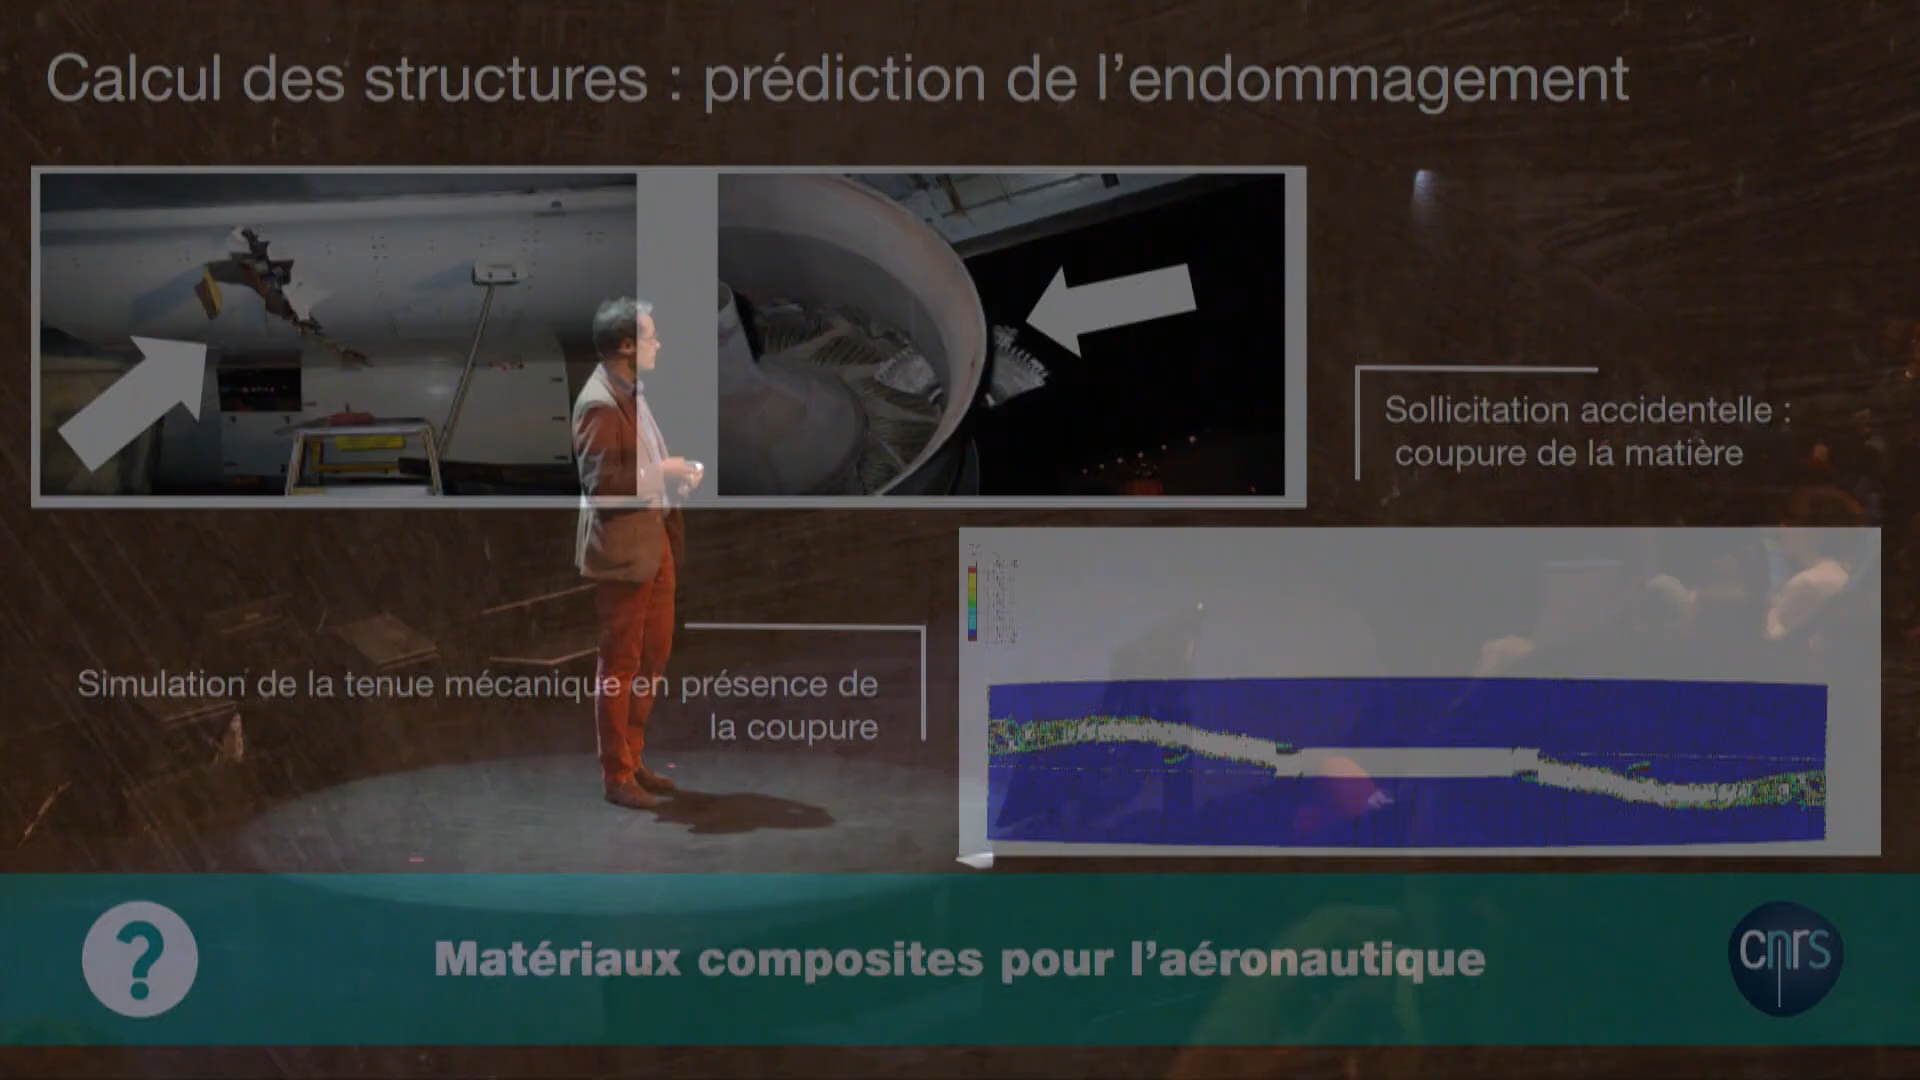 Calcul des structures : prédiction de l'endommagement
Sollicitation accidentelle :
coupure de la matière
Simulation de la tenue mécanique en présence de
la coupure
?
Matériaux composites pour l'aéronautique
cnrs